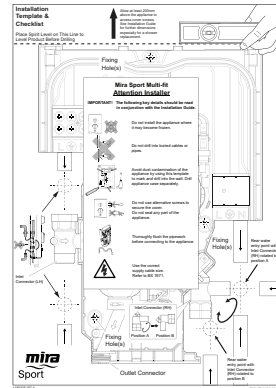 Installation
Template &
Checklist
Place Spirit Level on This Line to
Level Product Before Drilling
Allow at least 200mm
above the appliance to
access cover screws.
See Installation Guide
for further dimensions
especially for a shower
replacement.
Fixing
Hole(s)
Mira Sport Multi-fit
Attention Installer
IMPORTANT! The following key details should be read
in conjunction with the Installation Guide.
Do not install the appliance where
it may become frozen.
Do not drill into buried cables or
pipes.
Avoid dust contamination of the
appliance by using this template
to mark and drill into the wall. Drill
appliance case separately.
Do not use alternative screws to
secure the cover.
Do not seal any part of the
appliance.
Thoroughly flush the pipework
before connecting to the appliance.
Use the correct
supply cable size.
Refer to BS 7671.
L N
L N
Fixing
Hole(s)
Rear water
entry point with
Inlet Connector
(RH) rotated to
position A
Inlet
Connector (LH)
Inlet Connector (RH)
Position A Position B
Fixing
Hole(s)
Rear water
entry point with
Inlet Connector
(RH) rotated to
position B
mira
Sport
Outlet Connector